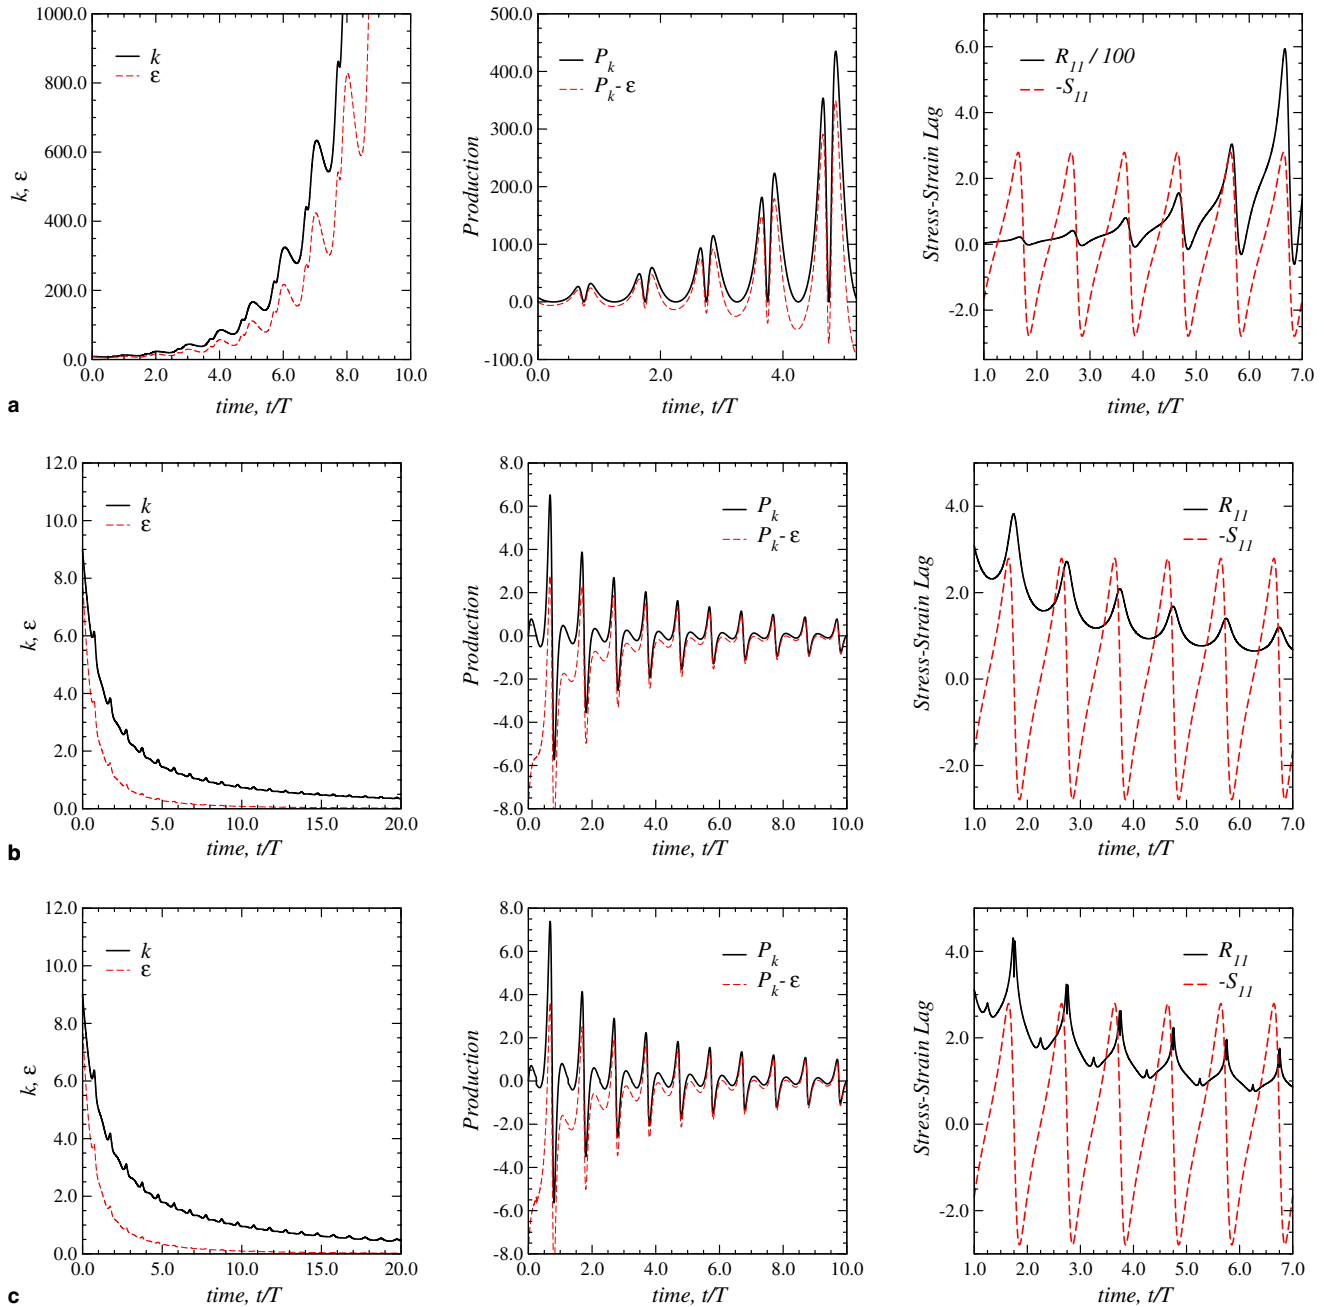 1000.0
800.0
600.0
400.0
200.0
0.0
k, ε
k
ε
0.0 2.0 4.0 6.0 8.0 10.0
time, t/T
500.0
400.0
300.0
200.0
100.0
0.0
-100.0
Production
P_k
P_k- ε
0.0 2.0 4.0
time, t/T
6.0
4.0
2.0
0.0
-2.0
Stress-Strain Lag
R_11 / 100
-S_11
1.0 2.0 3.0 4.0 5.0 6.0 7.0
time, t/T
a
12.0
10.0
8.0
6.0
4.0
2.0
0.0
k, ε
k
ε
0.0 5.0 10.0 15.0 20.0
time, t/T
8.0
6.0
4.0
2.0
0.0
-2.0
-4.0
-6.0
-8.0
Production
P_k
P_k- ε
0.0 2.0 4.0 6.0 8.0 10.0
time, t/T
4.0
2.0
0.0
-2.0
Stress-Strain Lag
R_11
-S_11
1.0 2.0 3.0 4.0 5.0 6.0 7.0
time, t/T
b
12.0
10.0
8.0
6.0
4.0
2.0
0.0
k, ε
k
ε
0.0 5.0 10.0 15.0 20.0
time, t/T
8.0
6.0
4.0
2.0
0.0
-2.0
-4.0
-6.0
-8.0
Production
P_k
P_k- ε
0.0 2.0 4.0 6.0 8.0 10.0
time, t/T
4.0
2.0
0.0
-2.0
Stress-Strain Lag
R_11
-S_11
1.0 2.0 3.0 4.0 5.0 6.0 7.0
time, t/T
c